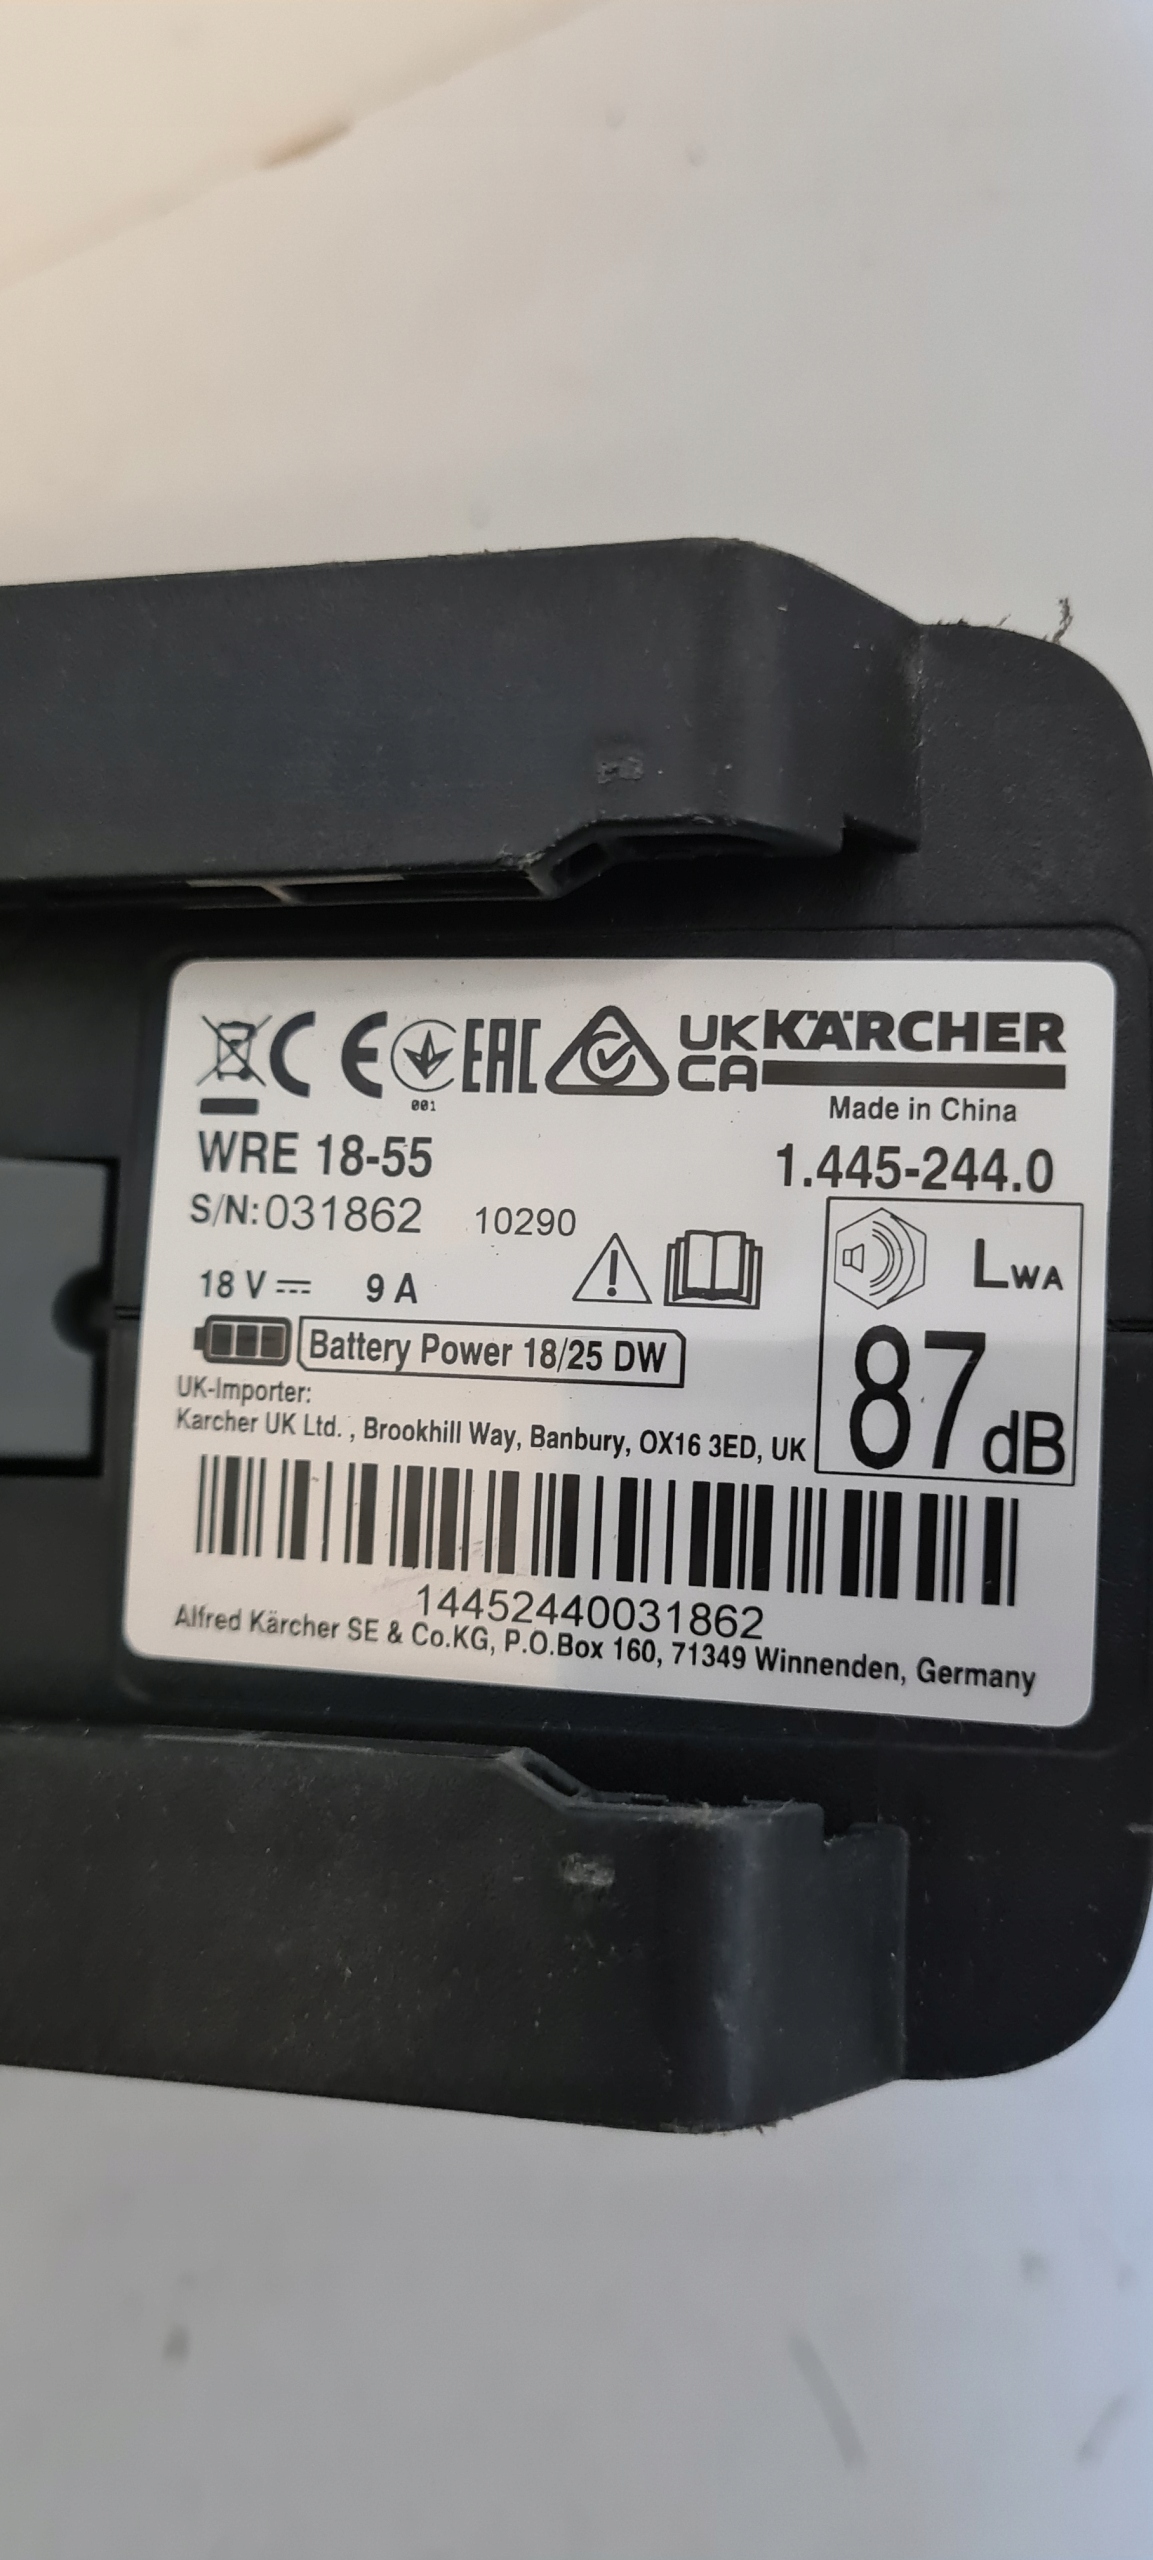 CE
001
EAC
UK
CA
KÄRCHER
Made in China
WRE 18-55
1.445-244.0
S/N:031862 10290
18 V 9 A
LWA
87 dB
Battery Power 18/25 DW
UK-Importer:
Karcher UK Ltd. , Brookhill Way, Banbury, OX16 3ED, UK
14452440031862
Alfred Kärcher SE & Co.KG, P.O.Box 160, 71349 Winnenden, Germany